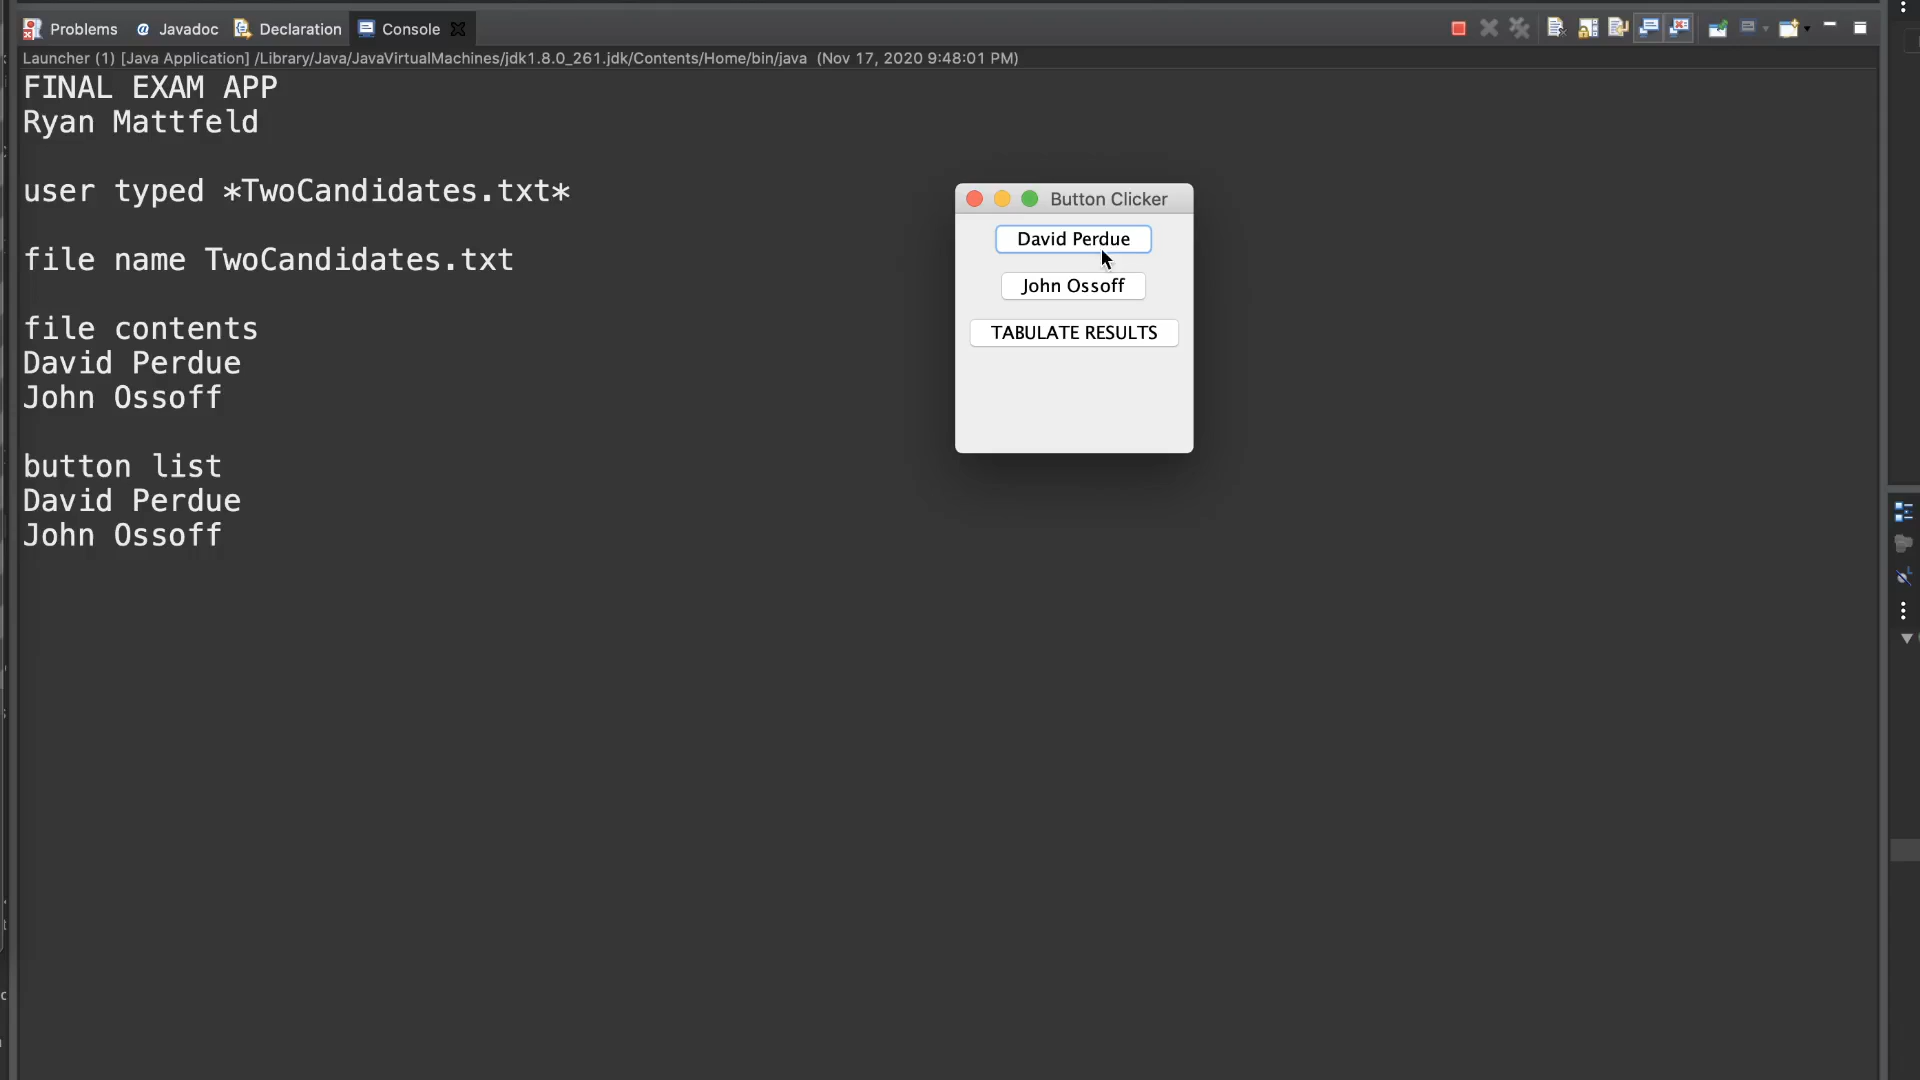 Problems @ Javadoc Declaration Console
Launcher (1) [Java Application] /Library/Java/JavaVirtualMachines/jdk1.8.0_261.jdk/Contents/Home/bin/java (Nov 17, 2020 9:48:01 PM)
FINAL EXAM APP
Ryan Mattfeld
user typed *TwoCandidates.txt*
file name TwoCandidates.txt
file contents
David Perdue
John Ossoff
button list
David Perdue
John Ossoff
Button Clicker
David Perdue
John Ossoff
TABULATE RESULTS